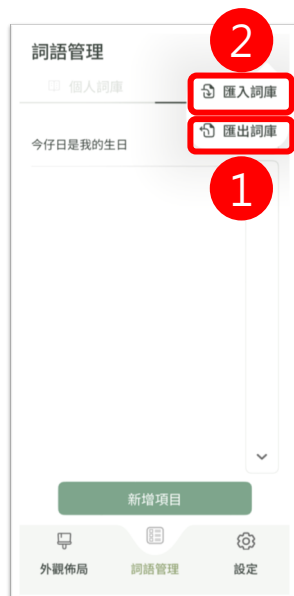 2
詞語管理
個人詞庫
匯入詞庫
匯出詞庫
今仔日是我的生日
1
新增項目
外觀佈局
詞語管理
設定